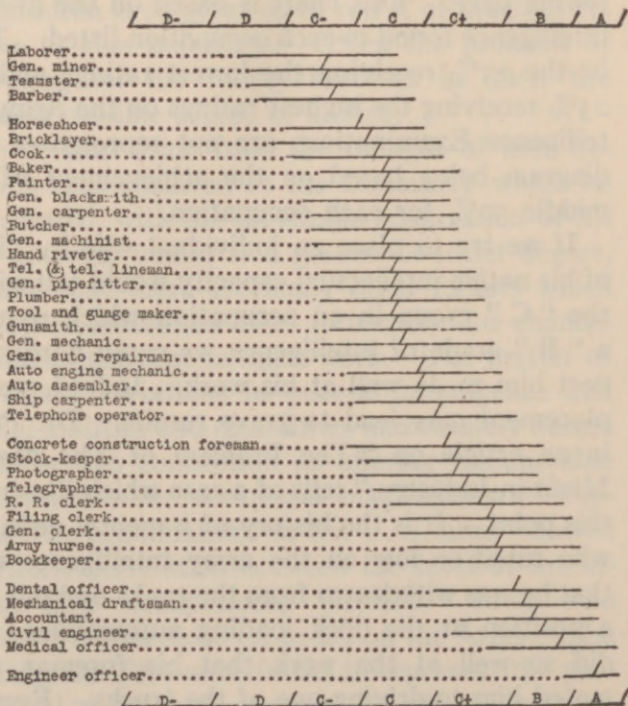 / D- / D / C- / C / C+ / B / A /
Laborer
Gen. miner
Teamster
Barber
Horseshoer
Bricklayer
Cook
Baker
Painter
Gen. blacksmith
Gen. carpenter
Butcher
Gen. machinist
Hand riveter
Tel. (& tel. lineman
Gen. pipefitter
Plumber
Tool and guage maker
Gunsmith
Gen. mechanic
Gen. auto repairman
Auto engine mechanic
Auto assembler
Ship carpenter
Telephone operator
Concrete construction foreman
Stock-keeper
Photographer
Telegrapher
R. R. clerk
Filing clerk
Gen. clerk
Army nurse
Bookkeeper
Dental officer
Mechanical draftsman
Accountant
Civil engineer
Medical officer
Engineer officer
/ D- / D / C- / C / C+ / B / A /